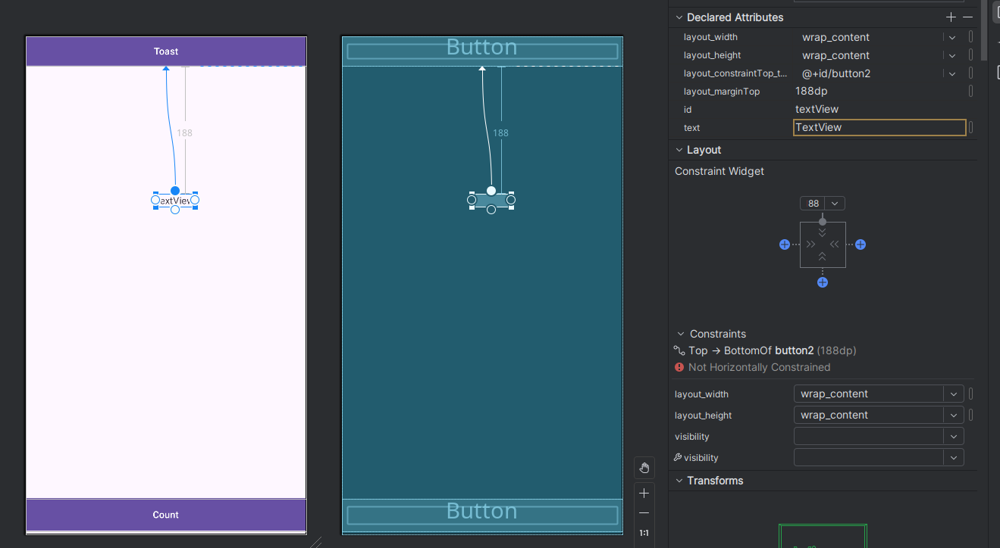 Toast
188
extView
Count
Button
188
Button
1:1
Declared Attributes
layout_width wrap_content
layout_height wrap_content
layout_constraintTop_t... @+id/button2
layout_marginTop 188dp
id textView
text TextView
Layout
Constraint Widget
88
Constraints
Top → BottomOf button2 (188dp)
Not Horizontally Constrained
layout_width wrap_content
layout_height wrap_content
visibility
visibility
Transforms